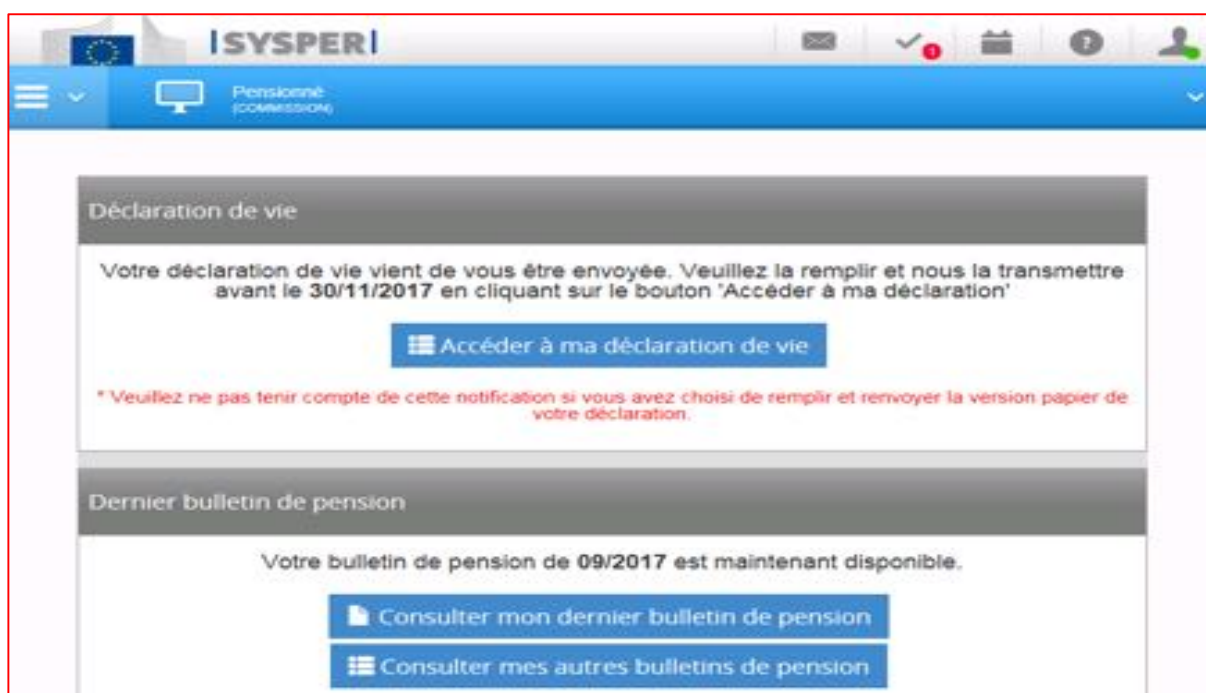 SYSPER
1
Pensionné
(COMMISSION)
Déclaration de vie
Votre déclaration de vie vient de vous être envoyée. Veuillez la remplir et nous la transmettre
avant le 30/11/2017 en cliquant sur le bouton 'Accéder à ma déclaration'
Accéder à ma déclaration de vie
* Veuillez ne pas tenir compte de cette notification si vous avez choisi de remplir et renvoyer la version papier de
votre déclaration.
Dernier bulletin de pension
Votre bulletin de pension de 09/2017 est maintenant disponible.
Consulter mon dernier bulletin de pension
Consulter mes autres bulletins de pension